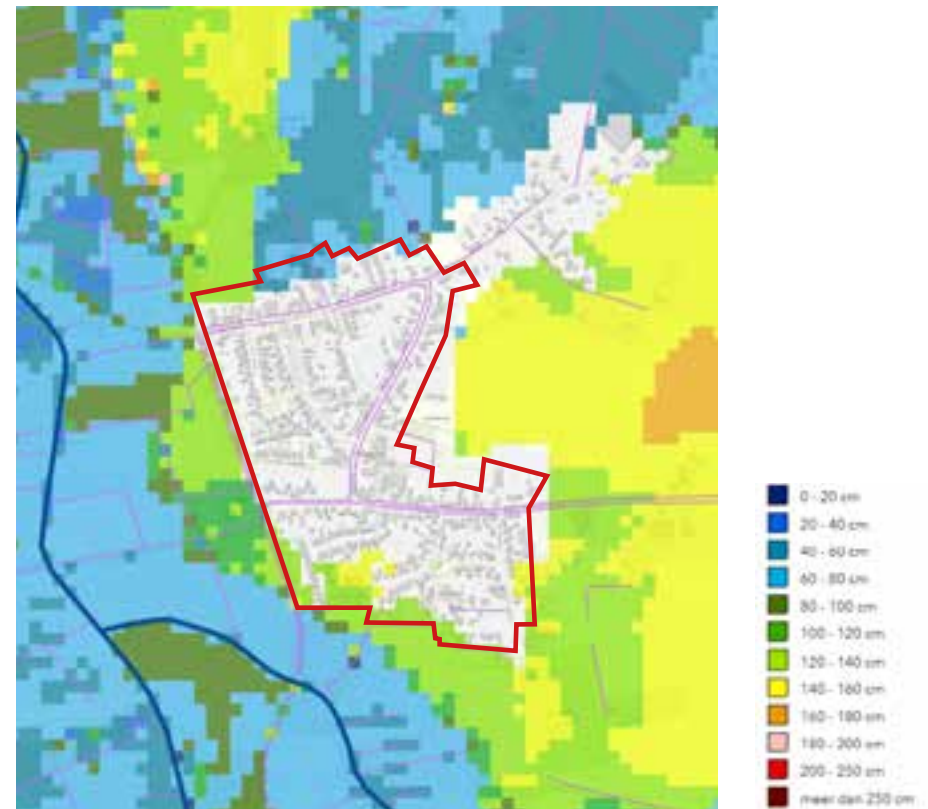 0 - 20 cm
20 - 40 cm
40 - 60 cm
60 - 80 cm
80 - 100 cm
100 - 120 cm
120 - 140 cm
140 - 160 cm
160 - 180 cm
180 - 200 cm
200 - 250 cm
meer dan 250 cm